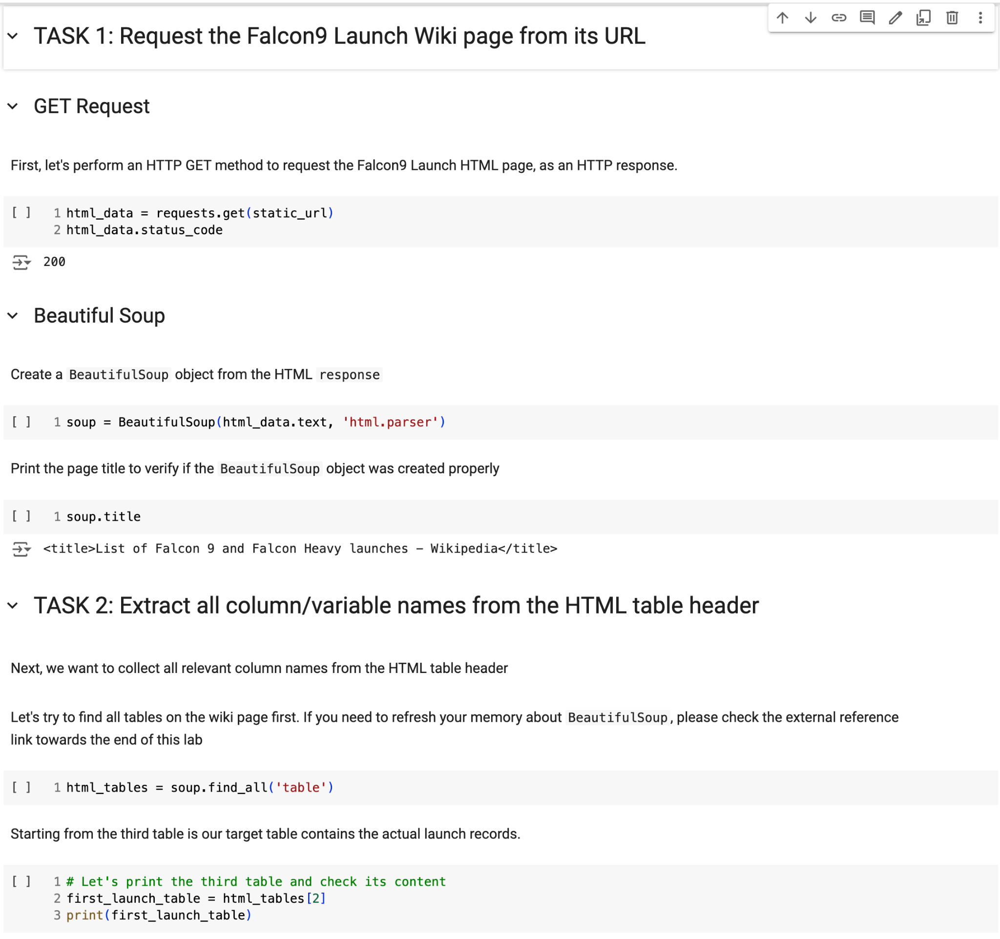 TASK 1: Request the Falcon9 Launch Wiki page from its URL
GET Request
First, let's perform an HTTP GET method to request the Falcon9 Launch HTML page, as an HTTP response.
[ ] 1 html_data = requests.get(static_url)
2 html_data.status_code
200
Beautiful Soup
Create a BeautifulSoup object from the HTML response
[ ] 1 soup = BeautifulSoup(html_data.text, 'html.parser')
Print the page title to verify if the BeautifulSoup object was created properly
[ ] 1 soup.title
<title>List of Falcon 9 and Falcon Heavy launches - Wikipedia</title>
TASK 2: Extract all column/variable names from the HTML table header
Next, we want to collect all relevant column names from the HTML table header
Let's try to find all tables on the wiki page first. If you need to refresh your memory about BeautifulSoup, please check the external reference
link towards the end of this lab
[ ] 1 html_tables = soup.find_all('table')
Starting from the third table is our target table contains the actual launch records.
[ ] 1 # Let's print the third table and check its content
2 first_launch_table = html_tables[2]
3 print(first_launch_table)